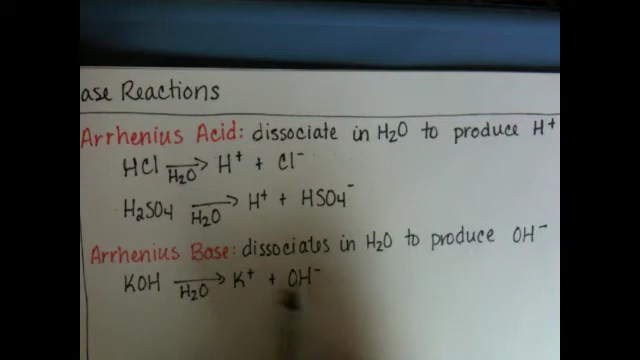 ase Reactions
Arrhenius Acid: dissociate in H2O to produce H+
HCl →H2O H+ + Cl-
H2SO4 →H2O H+ + HSO4-
Arrhenius Base: dissociates in H2O to produce OH-
KOH →H2O K+ + OH-